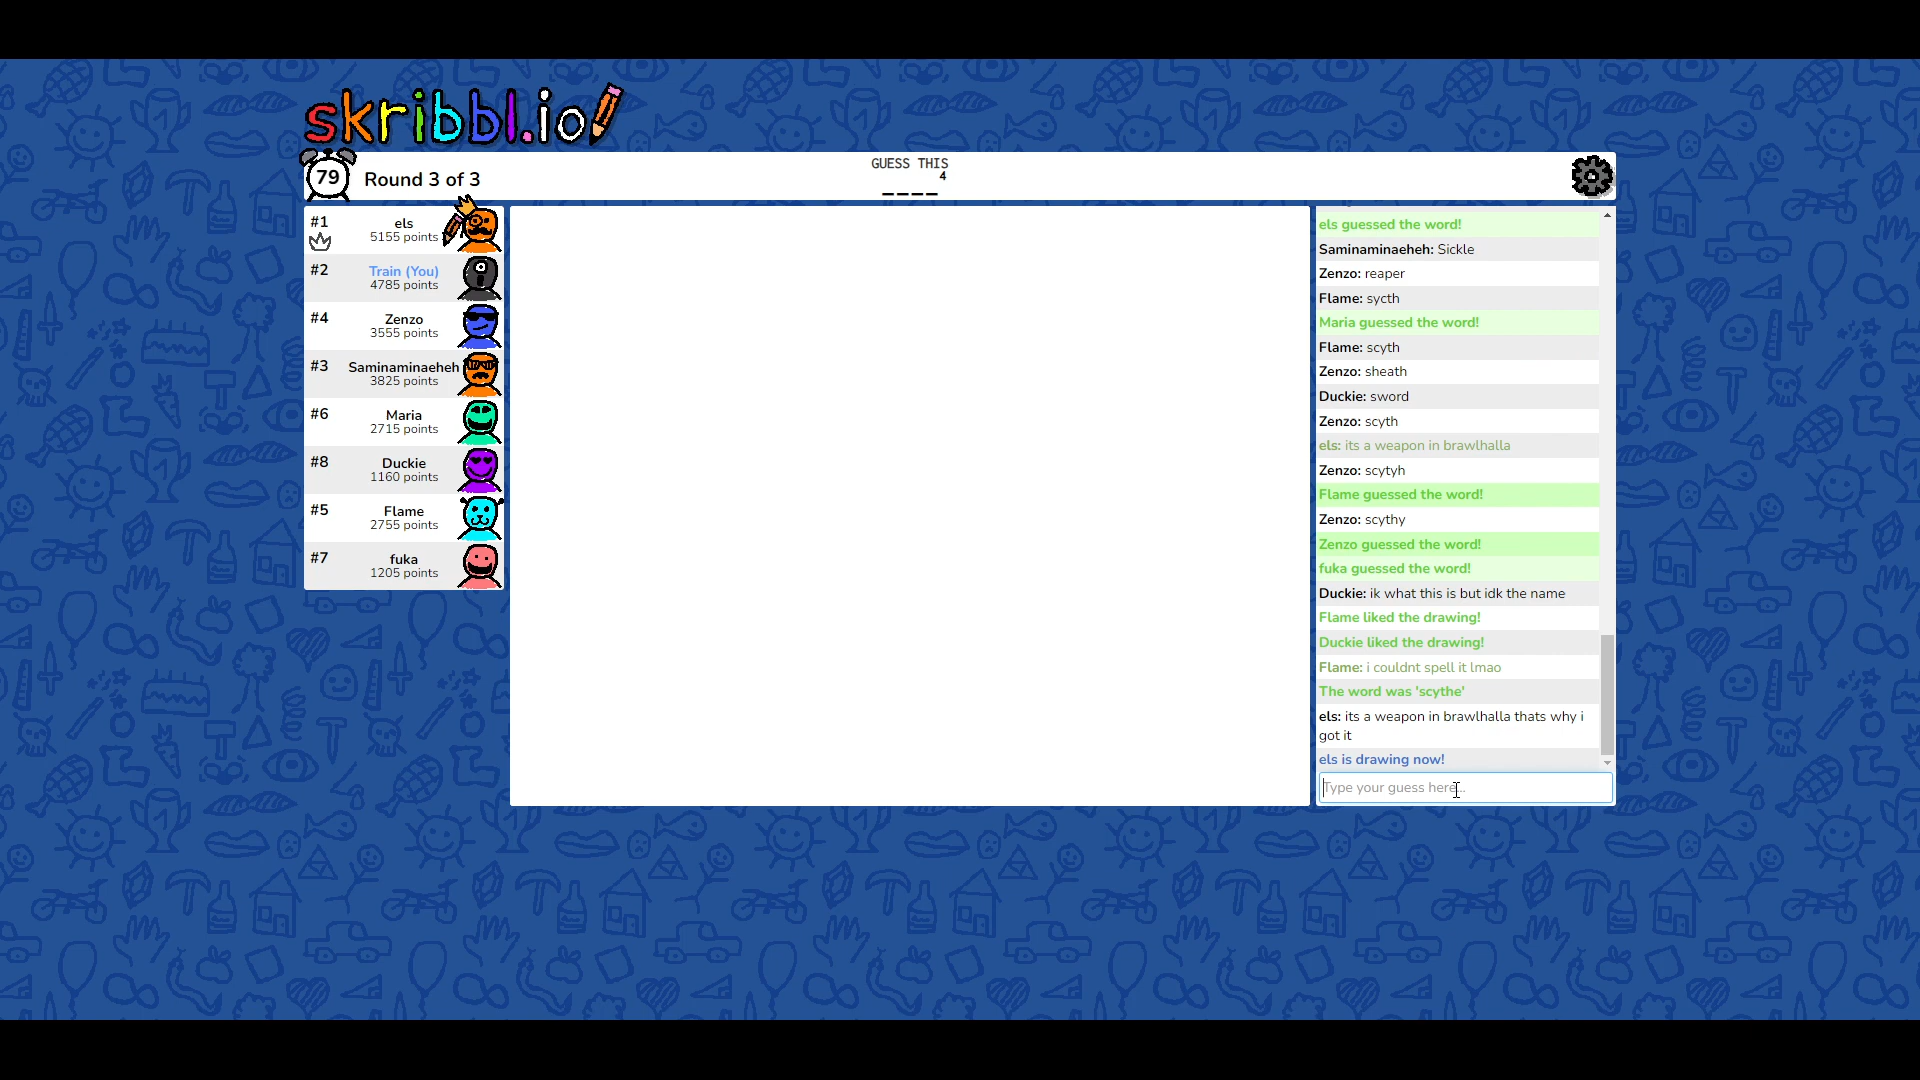 skribbl.io
79
Round 3 of 3
GUESS THIS
4
____
#1
els
5155 points
#2
Train (You)
4785 points
#4
Zenzo
3555 points
#3
Saminaminaeheh
3825 points
#6
Maria
2715 points
#8
Duckie
1160 points
#5
Flame
2755 points
#7
fuka
1205 points
els guessed the word!
Saminaminaeheh: Sickle
Zenzo: reaper
Flame: sycth
Maria guessed the word!
Flame: scyth
Zenzo: sheath
Duckie: sword
Zenzo: scyth
els: its a weapon in brawlhalla
Zenzo: scytyh
Flame guessed the word!
Zenzo: scythy
Zenzo guessed the word!
fuka guessed the word!
Duckie: ik what this is but idk the name
Flame liked the drawing!
Duckie liked the drawing!
Flame: i couldnt spell it lmao
The word was 'scythe'
els: its a weapon in brawlhalla thats why i
got it
els is drawing now!
Type your guess here...